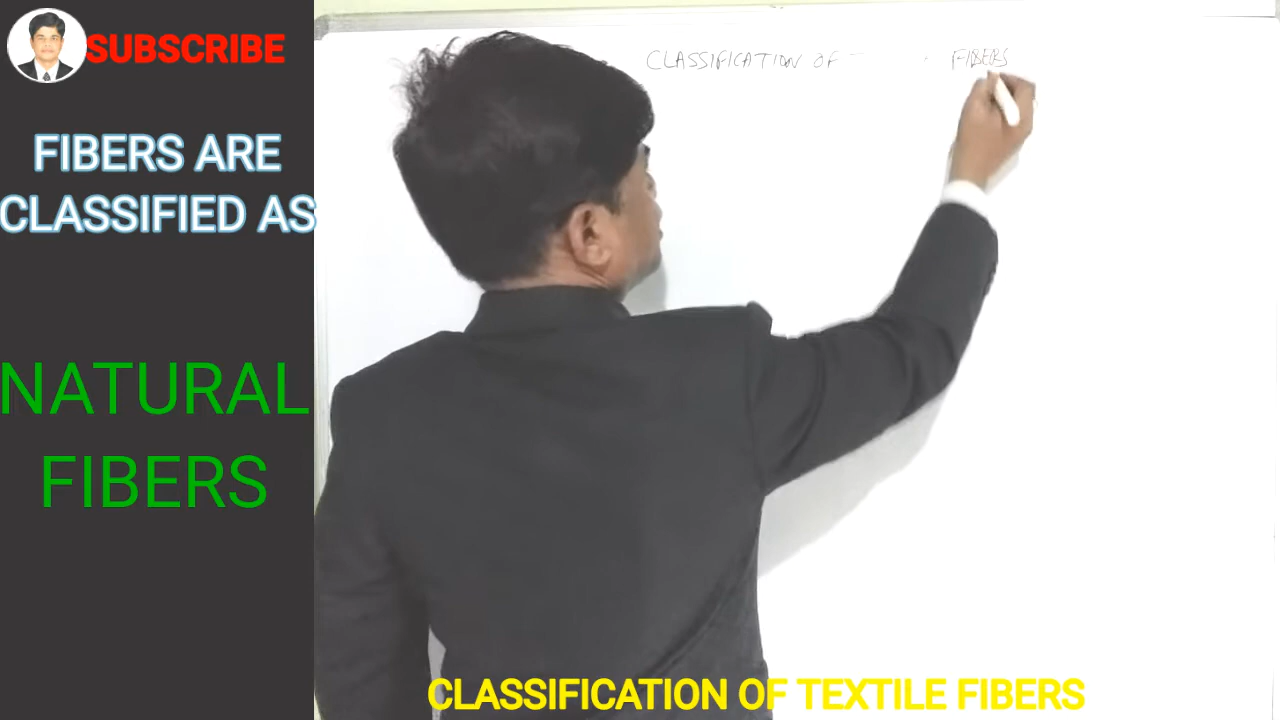 SUBSCRIBE
FIBERS ARE
CLASSIFIED AS
NATURAL
FIBERS
CLASSIFICATION OF FIBERS
CLASSIFICATION OF TEXTILE FIBERS